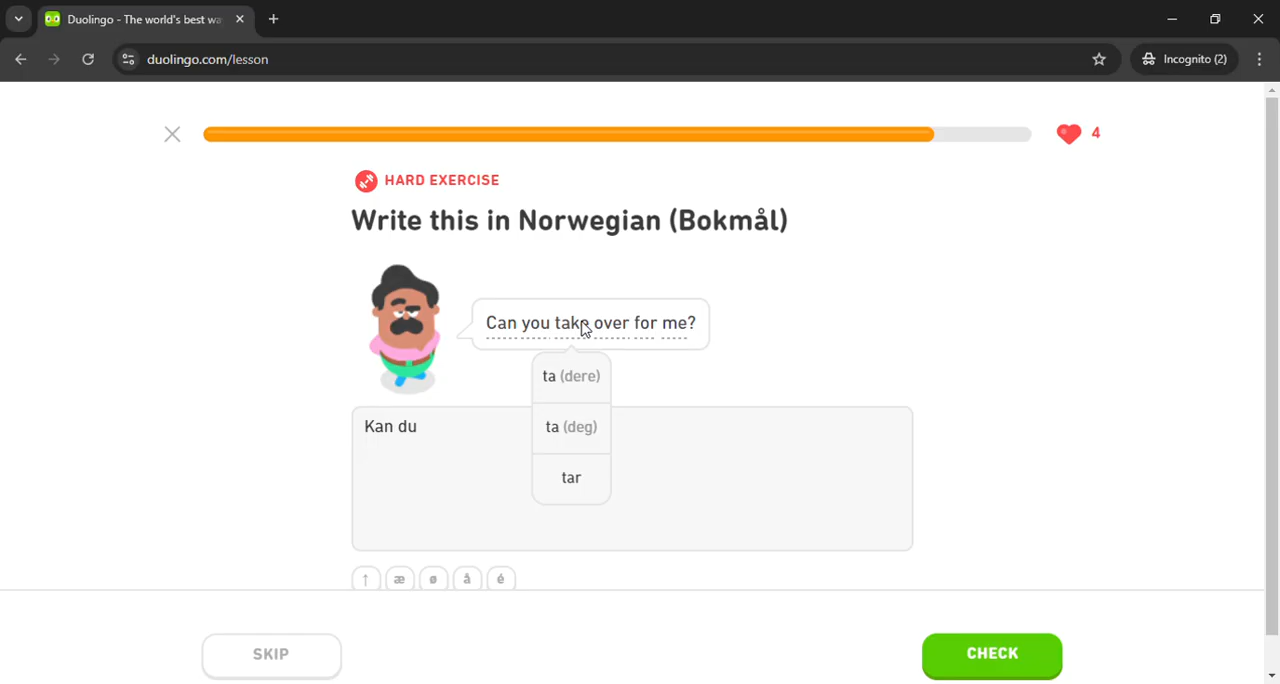 Duolingo - The world's best wa
duolingo.com/lesson
Incognito (2)
4
HARD EXERCISE
Write this in Norwegian (Bokmål)
Can you take over for me?
ta (dere)
ta (deg)
tar
Kan du
↑ æ ø å é
SKIP
CHECK